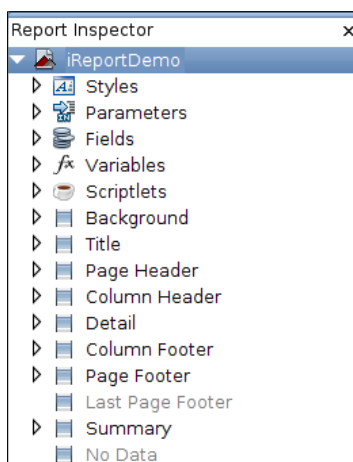 Report Inspector x
iReportDemo
Styles
Parameters
Fields
fx Variables
Scriptlets
Background
Title
Page Header
Column Header
Detail
Column Footer
Page Footer
Last Page Footer
Summary
No Data